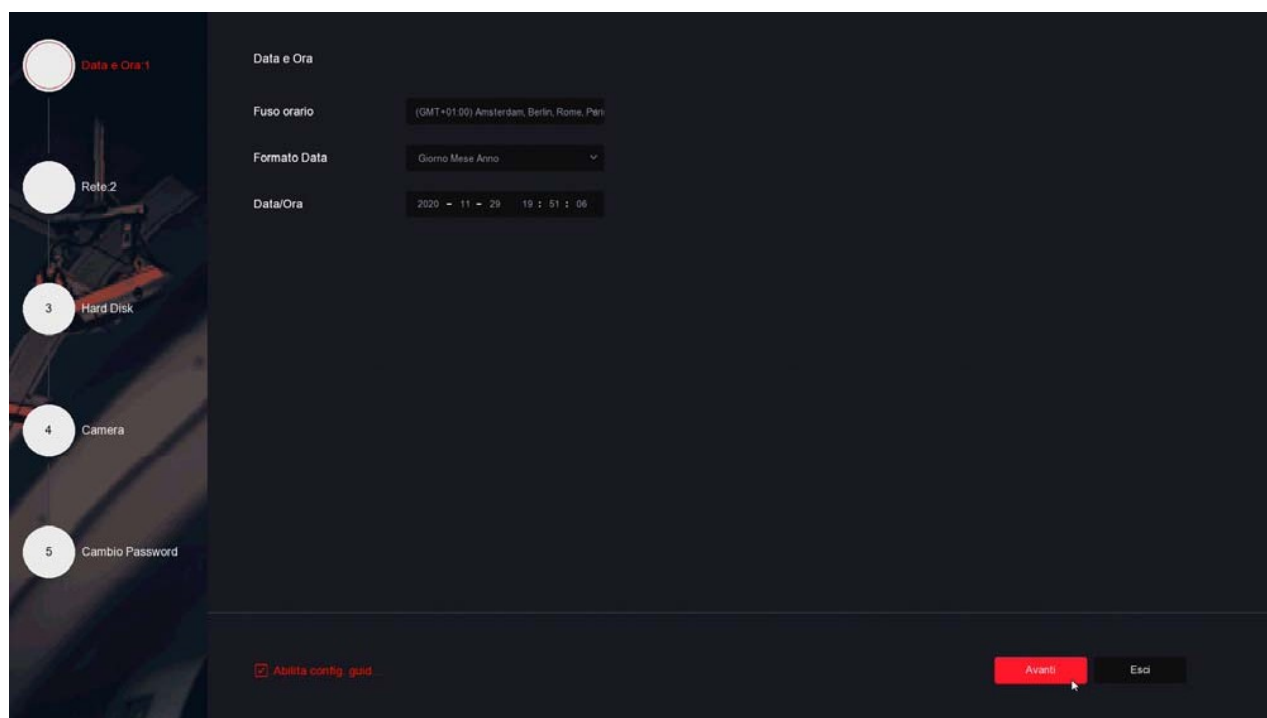 Data e Ora:1
Rete:2
3 Hard Disk
4 Camera
5 Cambio Password
Data e Ora
Fuso orario (GMT+01:00) Amsterdam, Berlin, Rome,
Formato Data Giorno Mese Anno
Data/Ora 2020 - 11 - 29 19 : 51 : 06
Abilita config. guid...
Avanti Esci